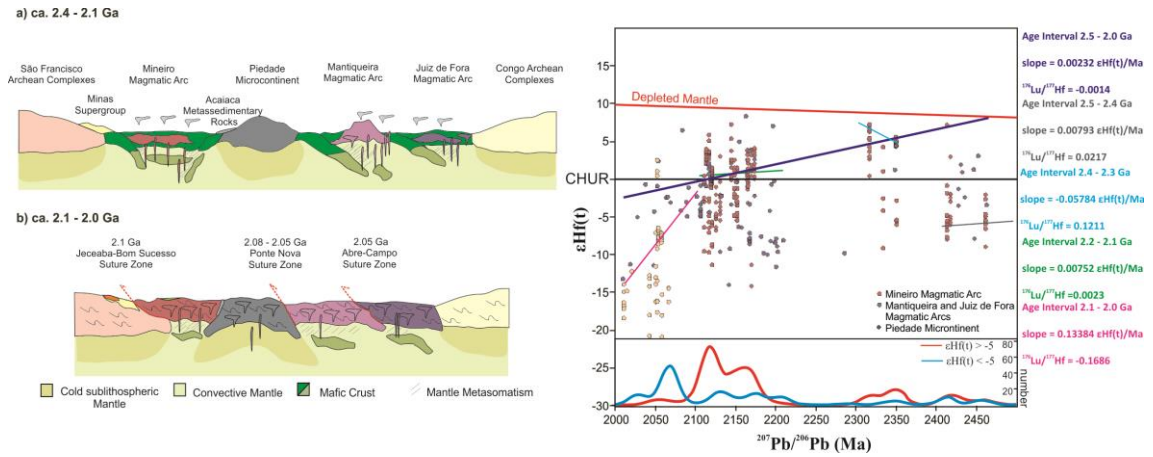 a) ca. 2.4 - 2.1 Ga
São Francisco
Archean Complexes
Mineiro
Magmatic Arc
Piedade
Microcontinent
Mantiqueira
Magmatic Arc
Juiz de Fora
Magmatic Arc
Congo Archean
Complexes
Minas
Supergroup
Acaiaca
Metassedimentary
Rocks
b) ca. 2.1 - 2.0 Ga
2.1 Ga
Jeceaba-Bom Sucesso
Suture Zone
2.08 - 2.05 Ga
Ponte Nova
Suture Zone
2.05 Ga
Abre-Campo
Suture Zone
Cold sublithospheric
Mantle
Convective Mantle
Mafic Crust
Mantle Metasomatism
εHf(t)
15
10
5
CHUR
-5
-10
-15
-20
-25
-30
Depleted Mantle
Mineiro Magmatic Arc
Mantiqueira and Juiz de Fora
Magmatic Arcs
Piedade Microntinent
εHf(t) > -5
εHf(t) < -5
80
60
40
20
number
2000 2050 2100 2150 2200 2250 2300 2350 2400 2450
²⁰⁷Pb/²⁰⁶Pb (Ma)
Age Interval 2.5 - 2.0 Ga
slope = 0.00232 εHf(t)/Ma
¹⁷⁶Lu/¹⁷⁷Hf = -0.0014
Age Interval 2.5 - 2.4 Ga
slope = 0.00793 εHf(t)/Ma
¹⁷⁶Lu/¹⁷⁷Hf = 0.0217
Age Interval 2.4 - 2.3 Ga
slope = -0.05784 εHf(t)/Ma
¹⁷⁶Lu/¹⁷⁷Hf = 0.1211
Age Interval 2.2 - 2.1 Ga
slope = 0.00752 εHf(t)/Ma
¹⁷⁶Lu/¹⁷⁷Hf =0.0023
Age Interval 2.1 - 2.0 Ga
slope = 0.13384 εHf(t)/Ma
¹⁷⁶Lu/¹⁷⁷Hf = -0.1686